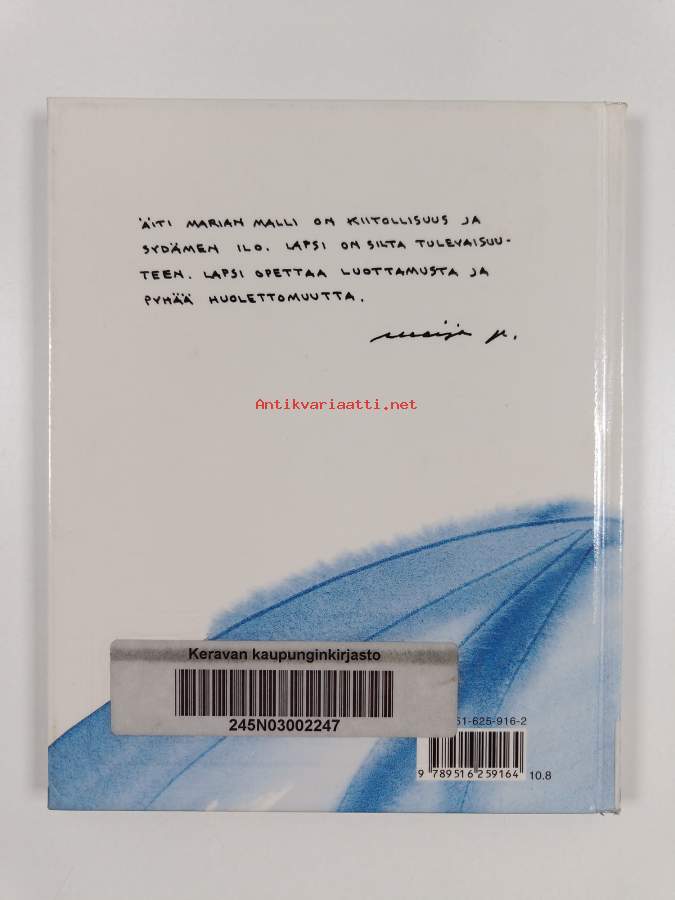 ÄITI MARIAN MALLI ON KIITOLLISUUS JA
SYDÄMEN ILO. LAPSI ON SILTA TULEVAISUU-
TEEN. LAPSI OPETTAA LUOTTAMUSTA JA
PYHÄÄ HUOLETTOMUUTTA.
Maija P.
Antikvariaatti.net
Keravan kaupunginkirjasto
245N03002247
51-625-916-2
9 789516 259164 10.8